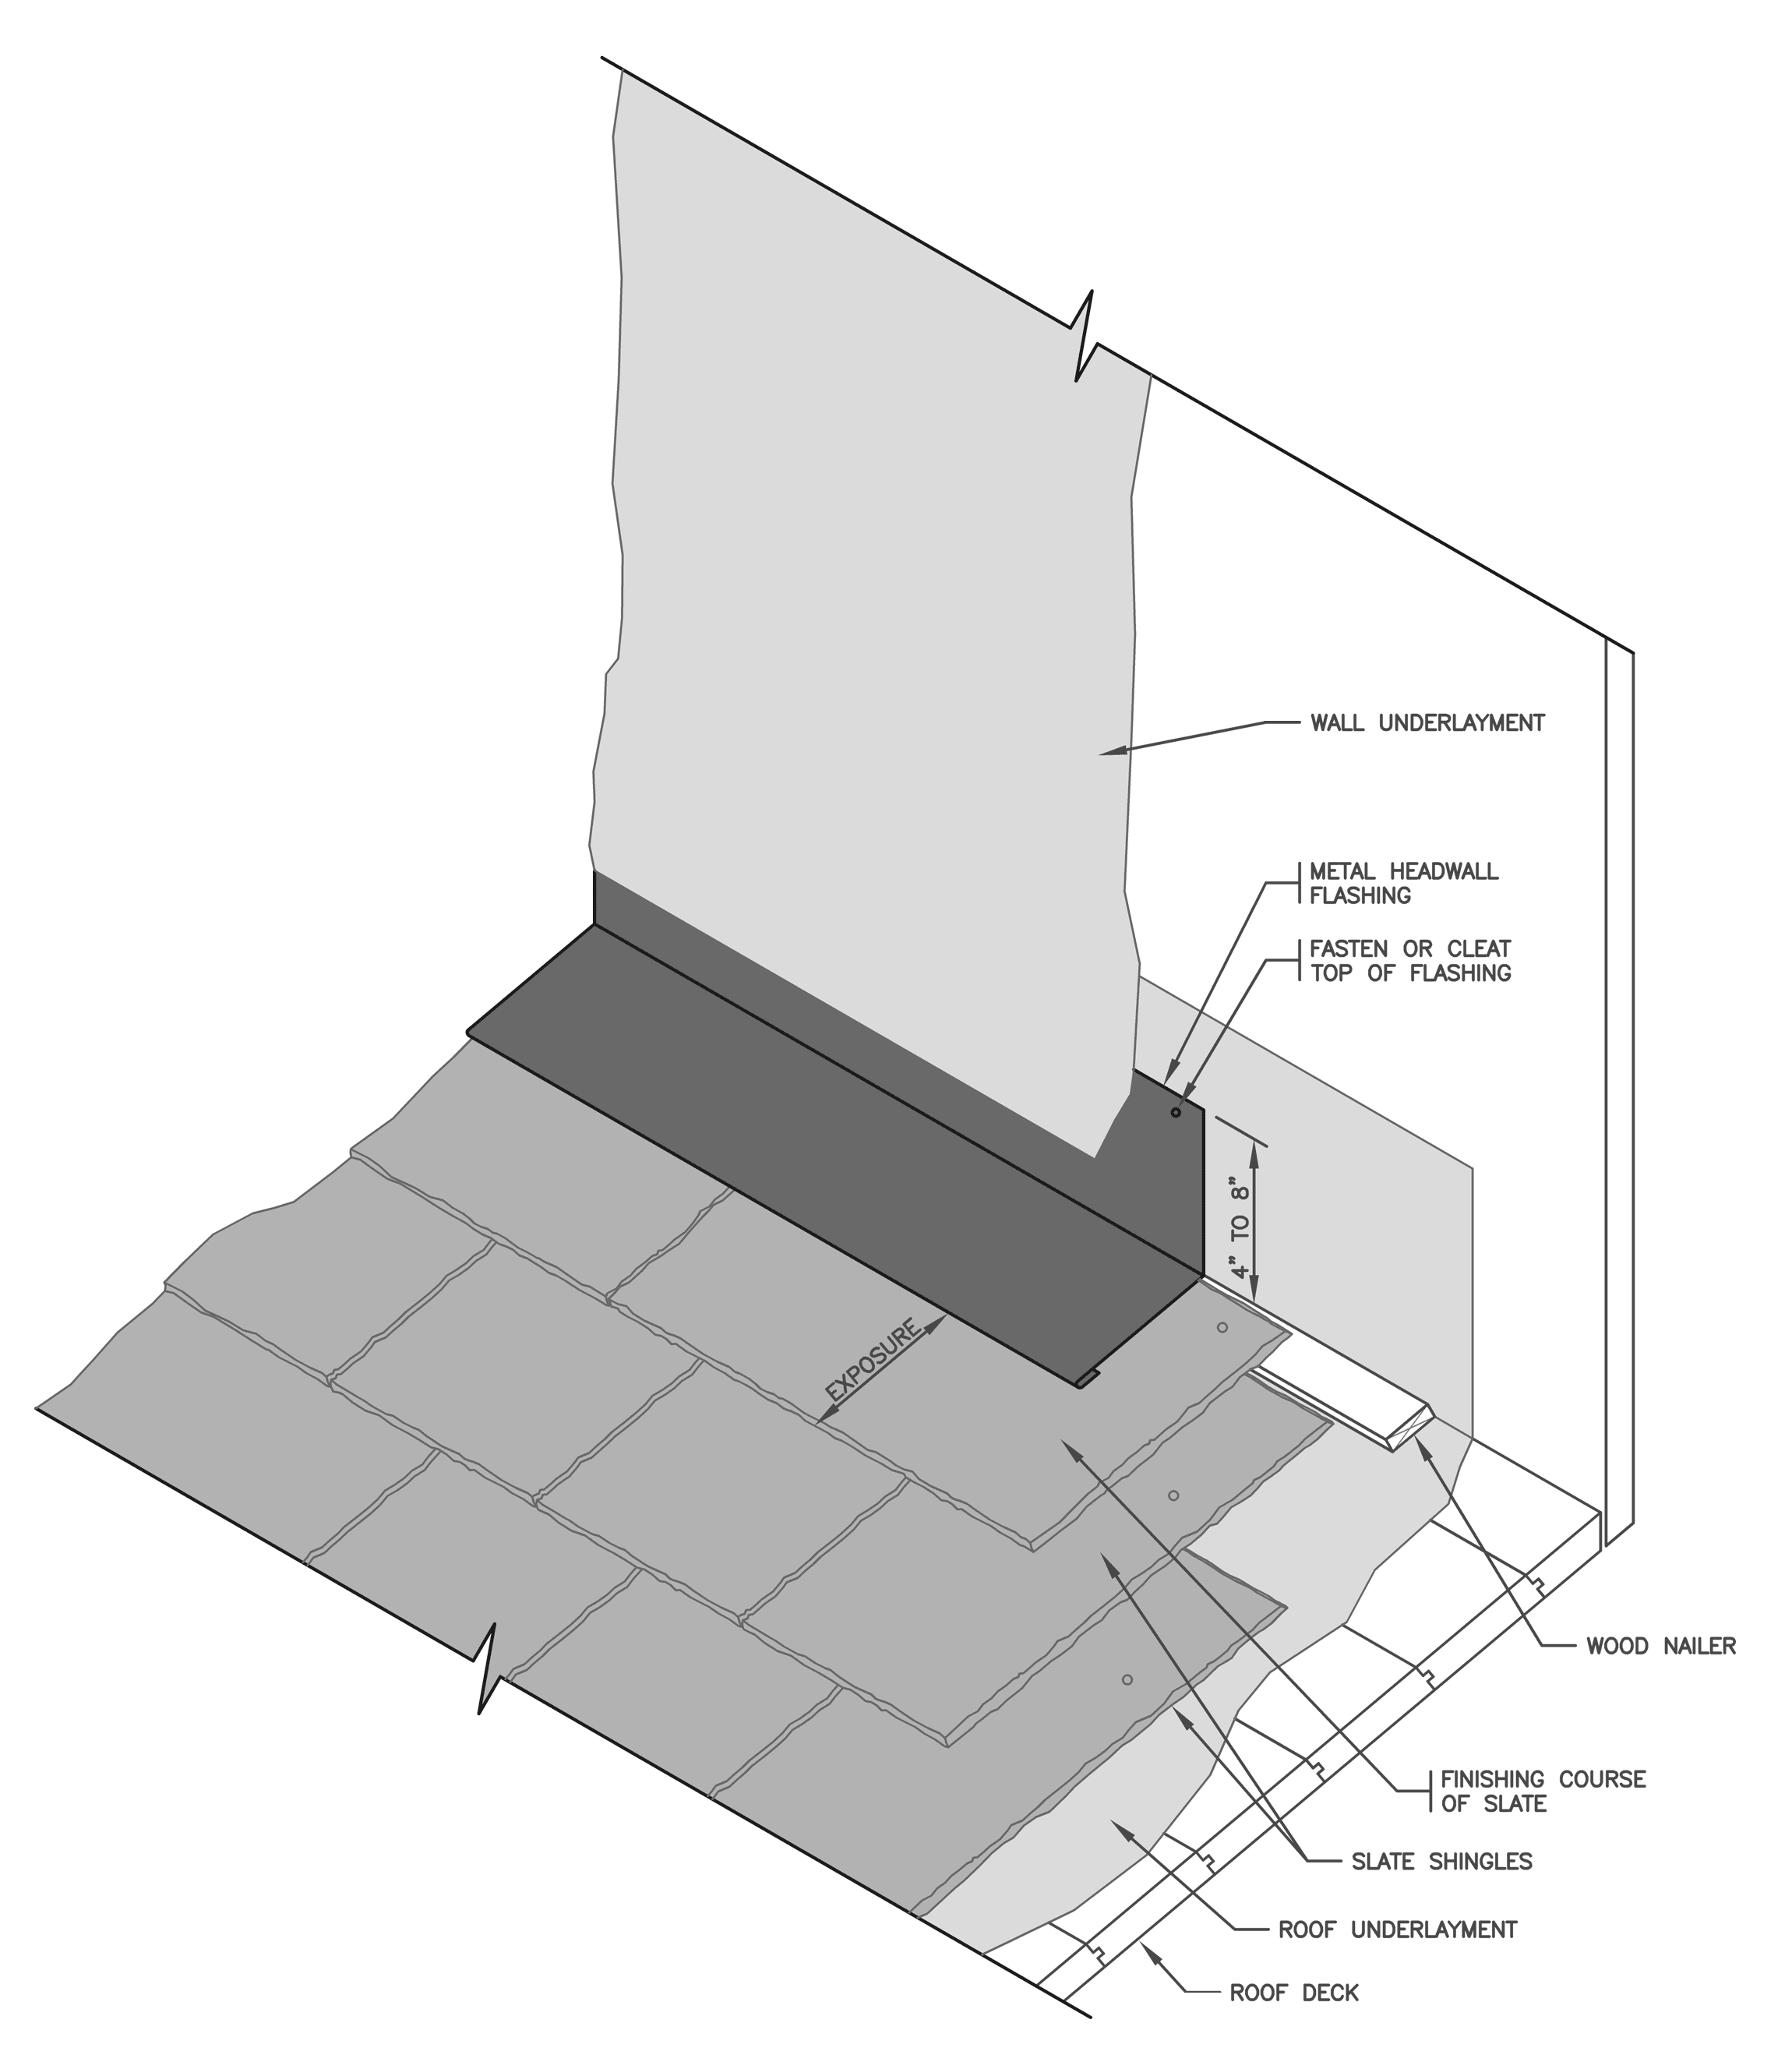 WALL UNDERLAYMENT
METAL HEADWALL
FLASHING
FASTEN OR CLEAT
TOP OF FLASHING
4” TO 8”
EXPOSURE
WOOD NAILER
FINISHING COURSE
OF SLATE
SLATE SHINGLES
ROOF UNDERLAYMENT
ROOF DECK